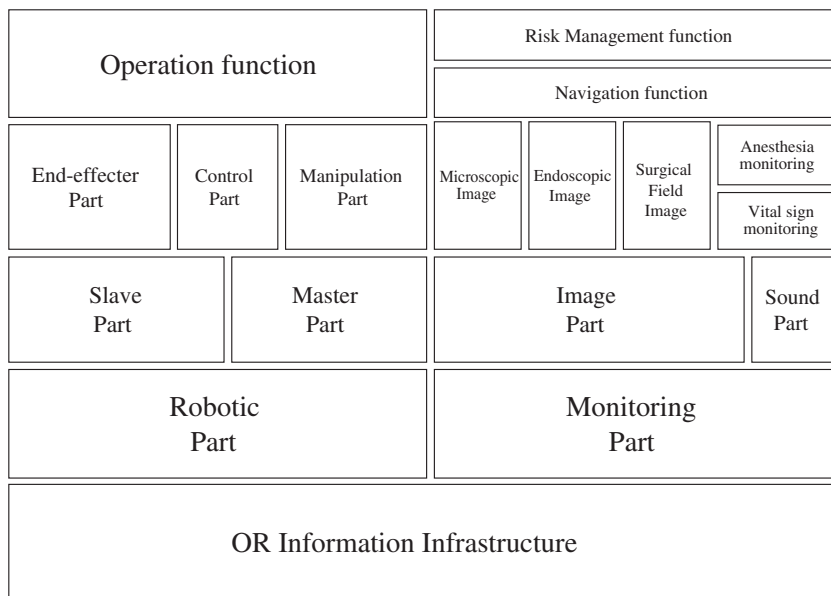 Operation function
Risk Management function
Navigation function
End-effecter
Part
Control
Part
Manipulation
Part
Microscopic
Image
Endoscopic
Image
Surgical
Field
Image
Anesthesia
monitoring
Vital sign
monitoring
Slave
Part
Master
Part
Image
Part
Sound
Part
Robotic
Part
Monitoring
Part
OR Information Infrastructure